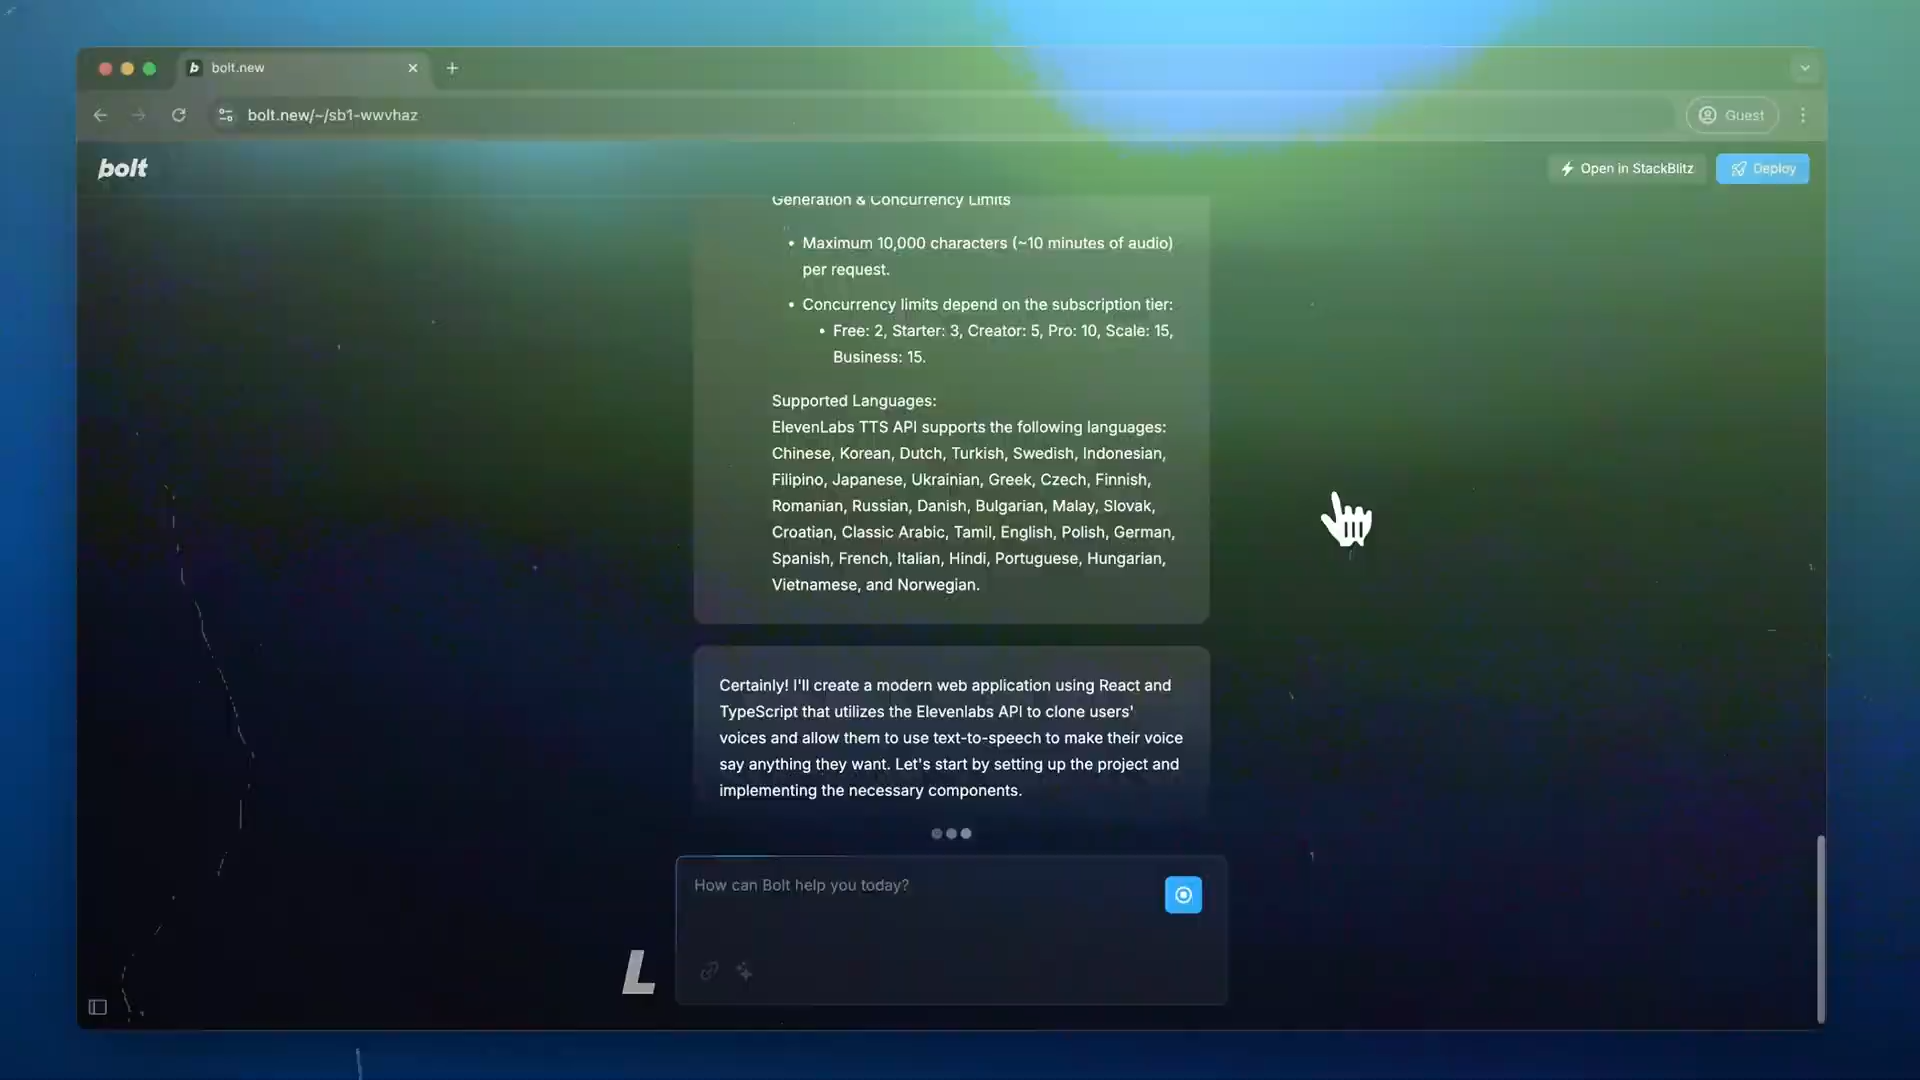 bolt.new
bolt.new/~/sb1-wwvhaz
Guest
bolt
Open in StackBlitz
Deploy
Generation & Concurrency Limits
• Maximum 10,000 characters (~10 minutes of audio)
per request.
• Concurrency limits depend on the subscription tier:
• Free: 2, Starter: 3, Creator: 5, Pro: 10, Scale: 15,
Business: 15.
Supported Languages:
ElevenLabs TTS API supports the following languages:
Chinese, Korean, Dutch, Turkish, Swedish, Indonesian,
Filipino, Japanese, Ukrainian, Greek, Czech, Finnish,
Romanian, Russian, Danish, Bulgarian, Malay, Slovak,
Croatian, Classic Arabic, Tamil, English, Polish, German,
Spanish, French, Italian, Hindi, Portuguese, Hungarian,
Vietnamese, and Norwegian.
Certainly! I'll create a modern web application using React and
TypeScript that utilizes the Elevenlabs API to clone users'
voices and allow them to use text-to-speech to make their voice
say anything they want. Let's start by setting up the project and
implementing the necessary components.
How can Bolt help you today?
L